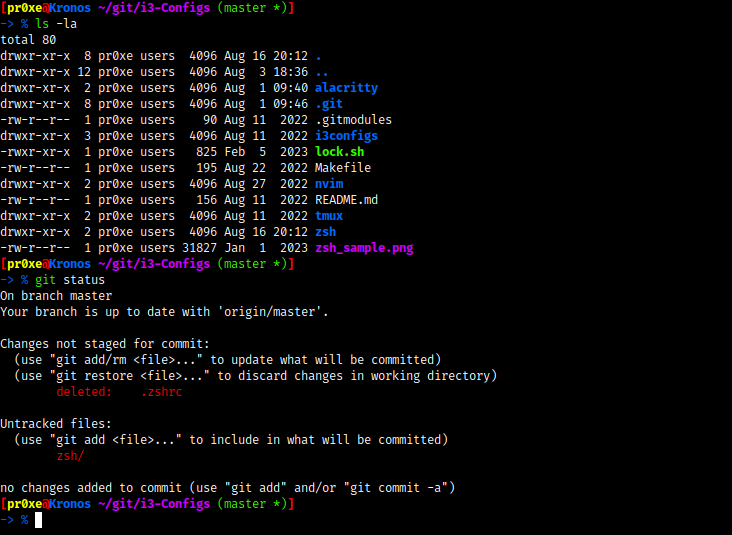 [pr0xe@Kronos ~/git/i3-Configs (master *)]
-> % ls -la
total 80
drwxr-xr-x  8 pr0xe users  4096 Aug 16 20:12 .
drwxr-xr-x 12 pr0xe users  4096 Aug  3 18:36 ..
drwxr-xr-x  2 pr0xe users  4096 Aug  1 09:40 alacritty
drwxr-xr-x  8 pr0xe users  4096 Aug  1 09:46 .git
-rw-r--r--  1 pr0xe users    90 Aug 11  2022 .gitmodules
drwxr-xr-x  3 pr0xe users  4096 Aug 11  2022 i3configs
-rwxr-xr-x  1 pr0xe users   825 Feb  5  2023 lock.sh
-rw-r--r--  1 pr0xe users   195 Aug 22  2022 Makefile
drwxr-xr-x  2 pr0xe users  4096 Aug 27  2022 nvim
-rw-r--r--  1 pr0xe users   156 Aug 11  2022 README.md
drwxr-xr-x  2 pr0xe users  4096 Aug 11  2022 tmux
drwxr-xr-x  2 pr0xe users  4096 Aug 16 20:12 zsh
-rw-r--r--  1 pr0xe users 31827 Jan  1  2023 zsh_sample.png
[pr0xe@Kronos ~/git/i3-Configs (master *)]
-> % git status
On branch master
Your branch is up to date with 'origin/master'.

Changes not staged for commit:
  (use "git add/rm <file>..." to update what will be committed)
  (use "git restore <file>..." to discard changes in working directory)
        deleted:    .zshrc

Untracked files:
  (use "git add <file>..." to include in what will be committed)
        zsh/

no changes added to commit (use "git add" and/or "git commit -a")
[pr0xe@Kronos ~/git/i3-Configs (master *)]
-> %